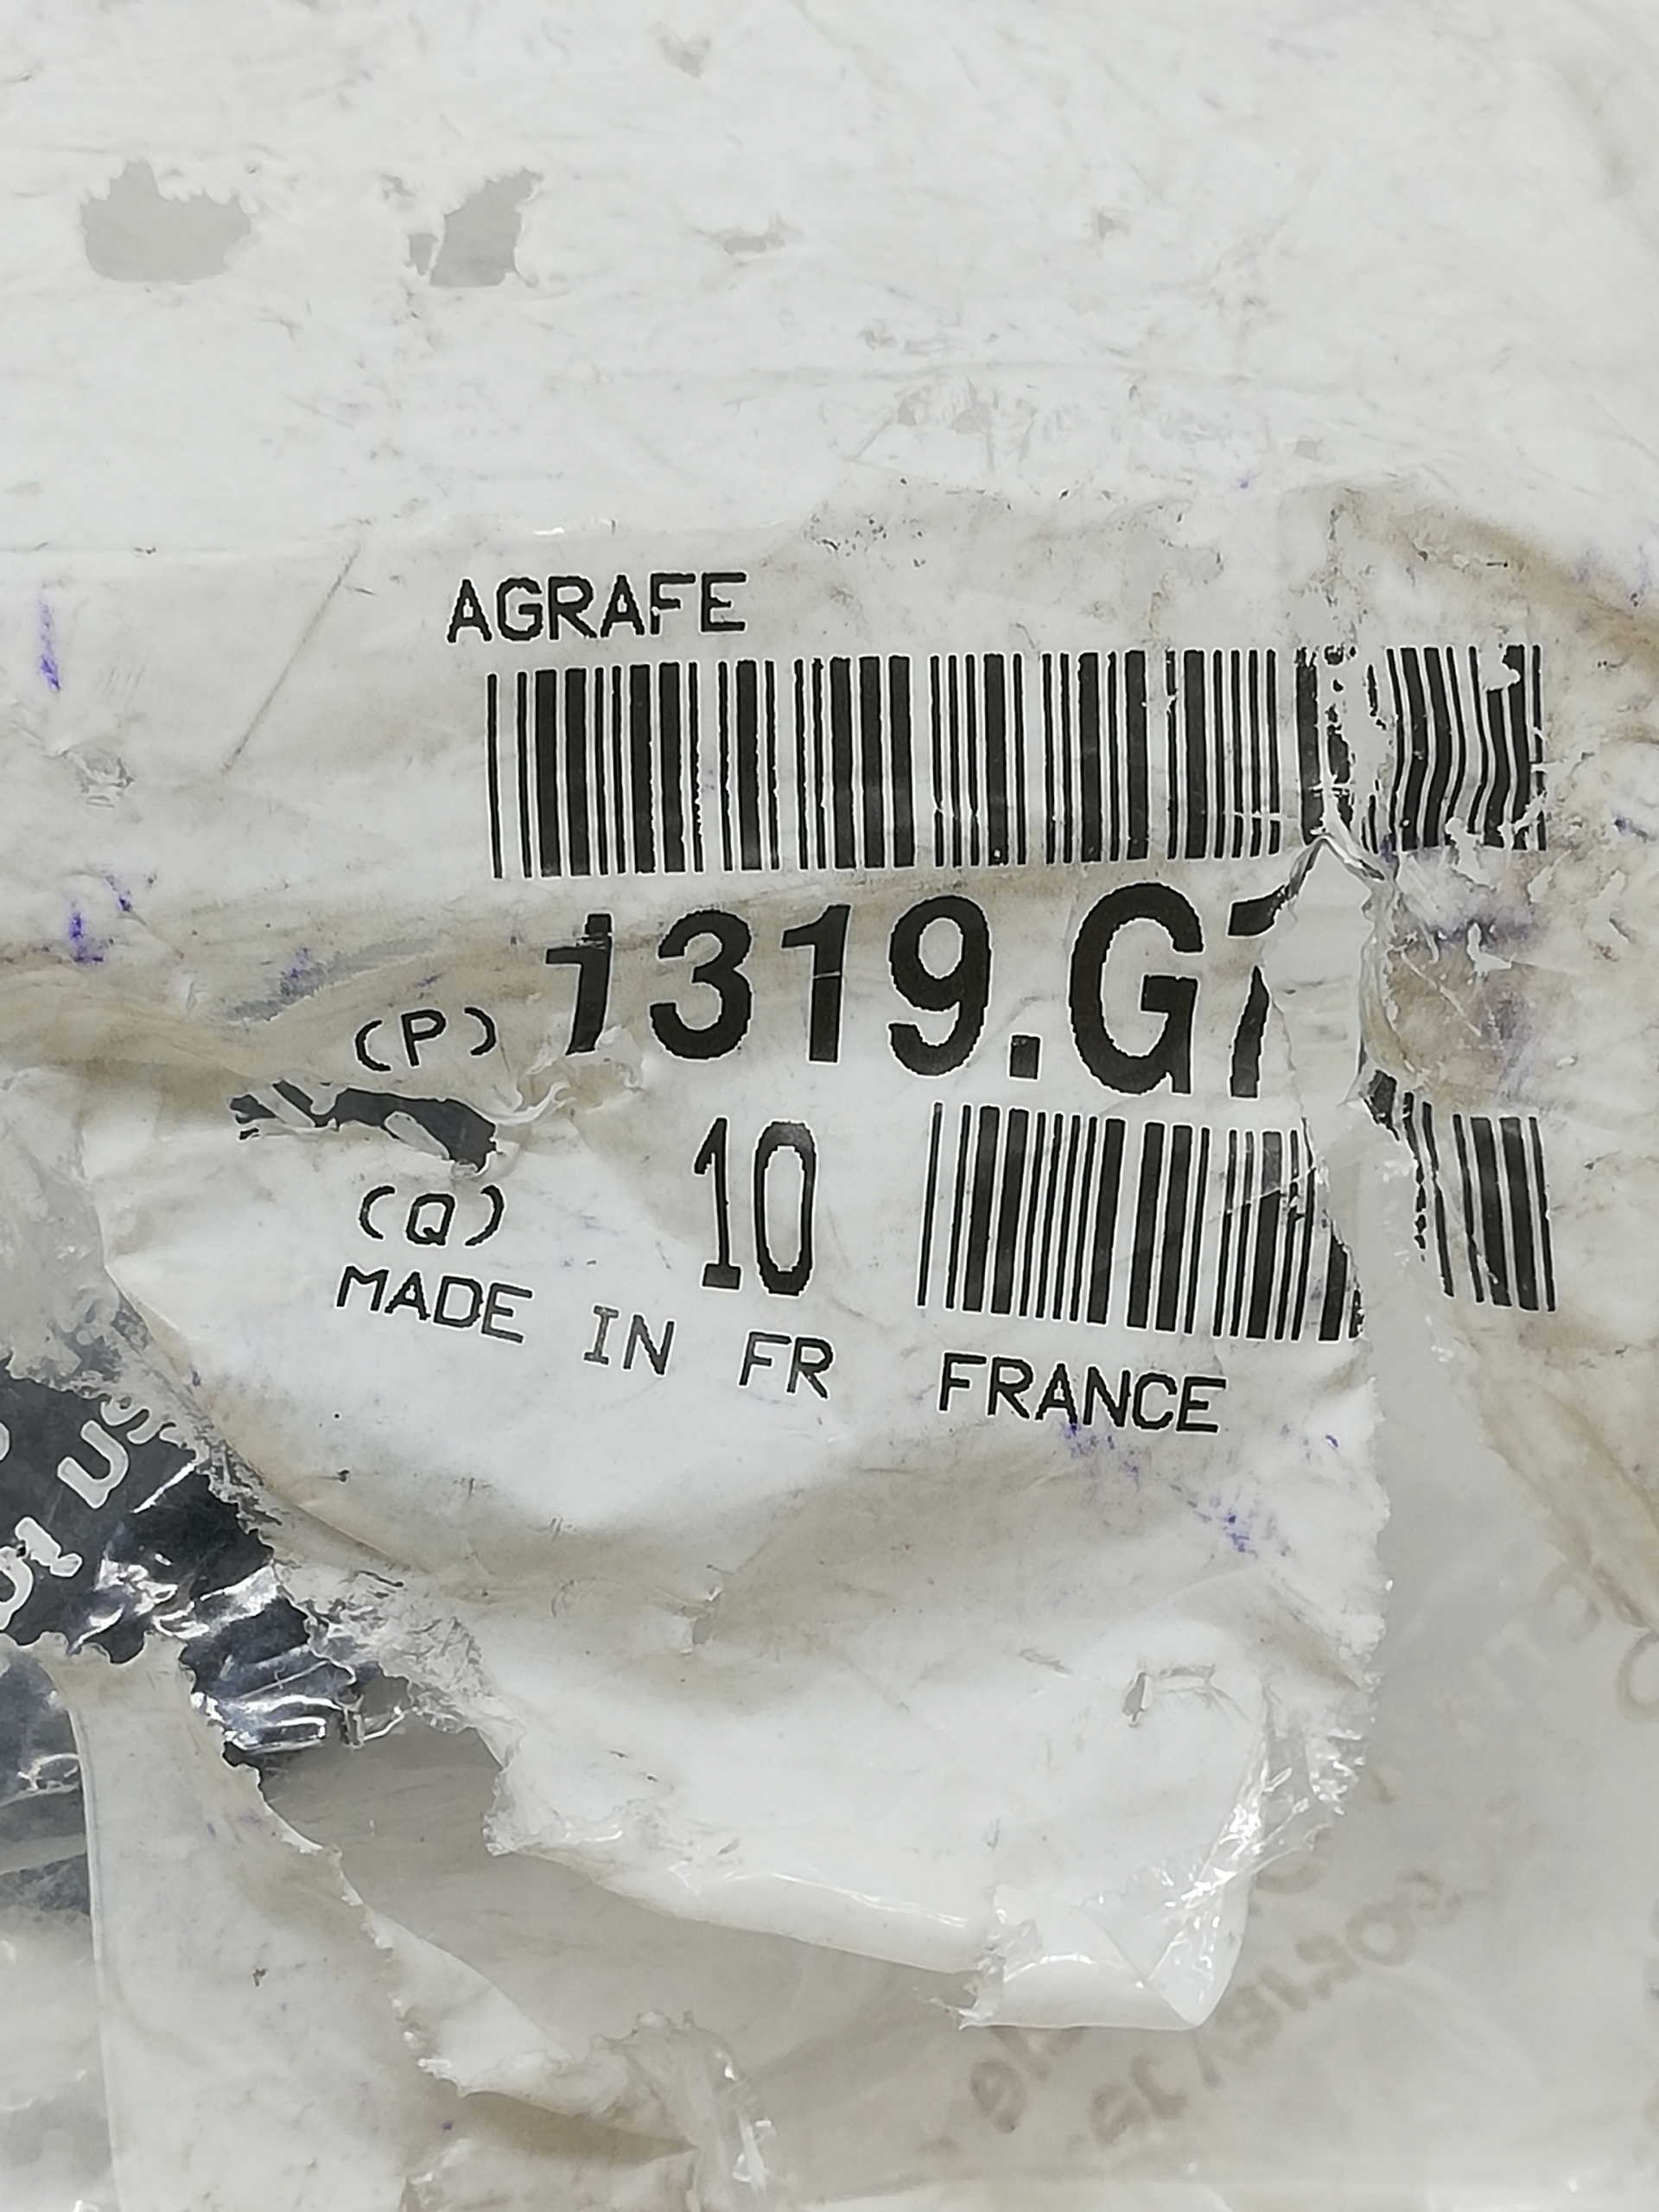 AGRAFE
(P) 1319.G
(Q) 10
MADE IN FR FRANCE